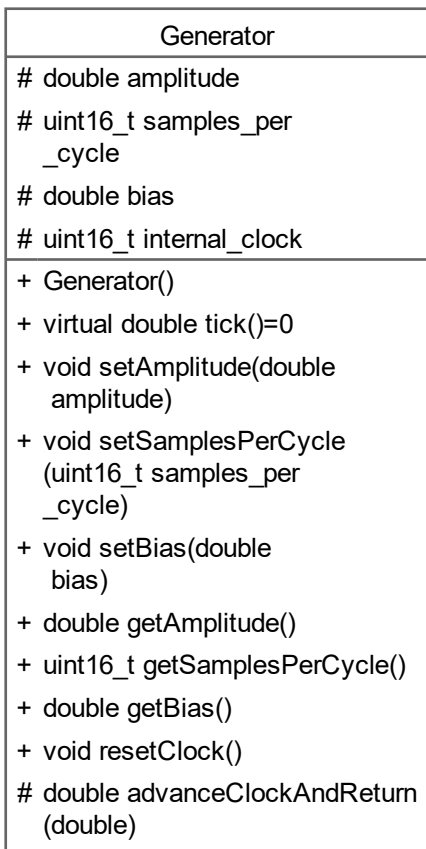 Generator
# double amplitude
# uint16_t samples_per
_cycle
# double bias
# uint16_t internal_clock
+ Generator()
+ virtual double tick()=0
+ void setAmplitude(double
amplitude)
+ void setSamplesPerCycle
(uint16_t samples_per
_cycle)
+ void setBias(double
bias)
+ double getAmplitude()
+ uint16_t getSamplesPerCycle()
+ double getBias()
+ void resetClock()
# double advanceClockAndReturn
(double)